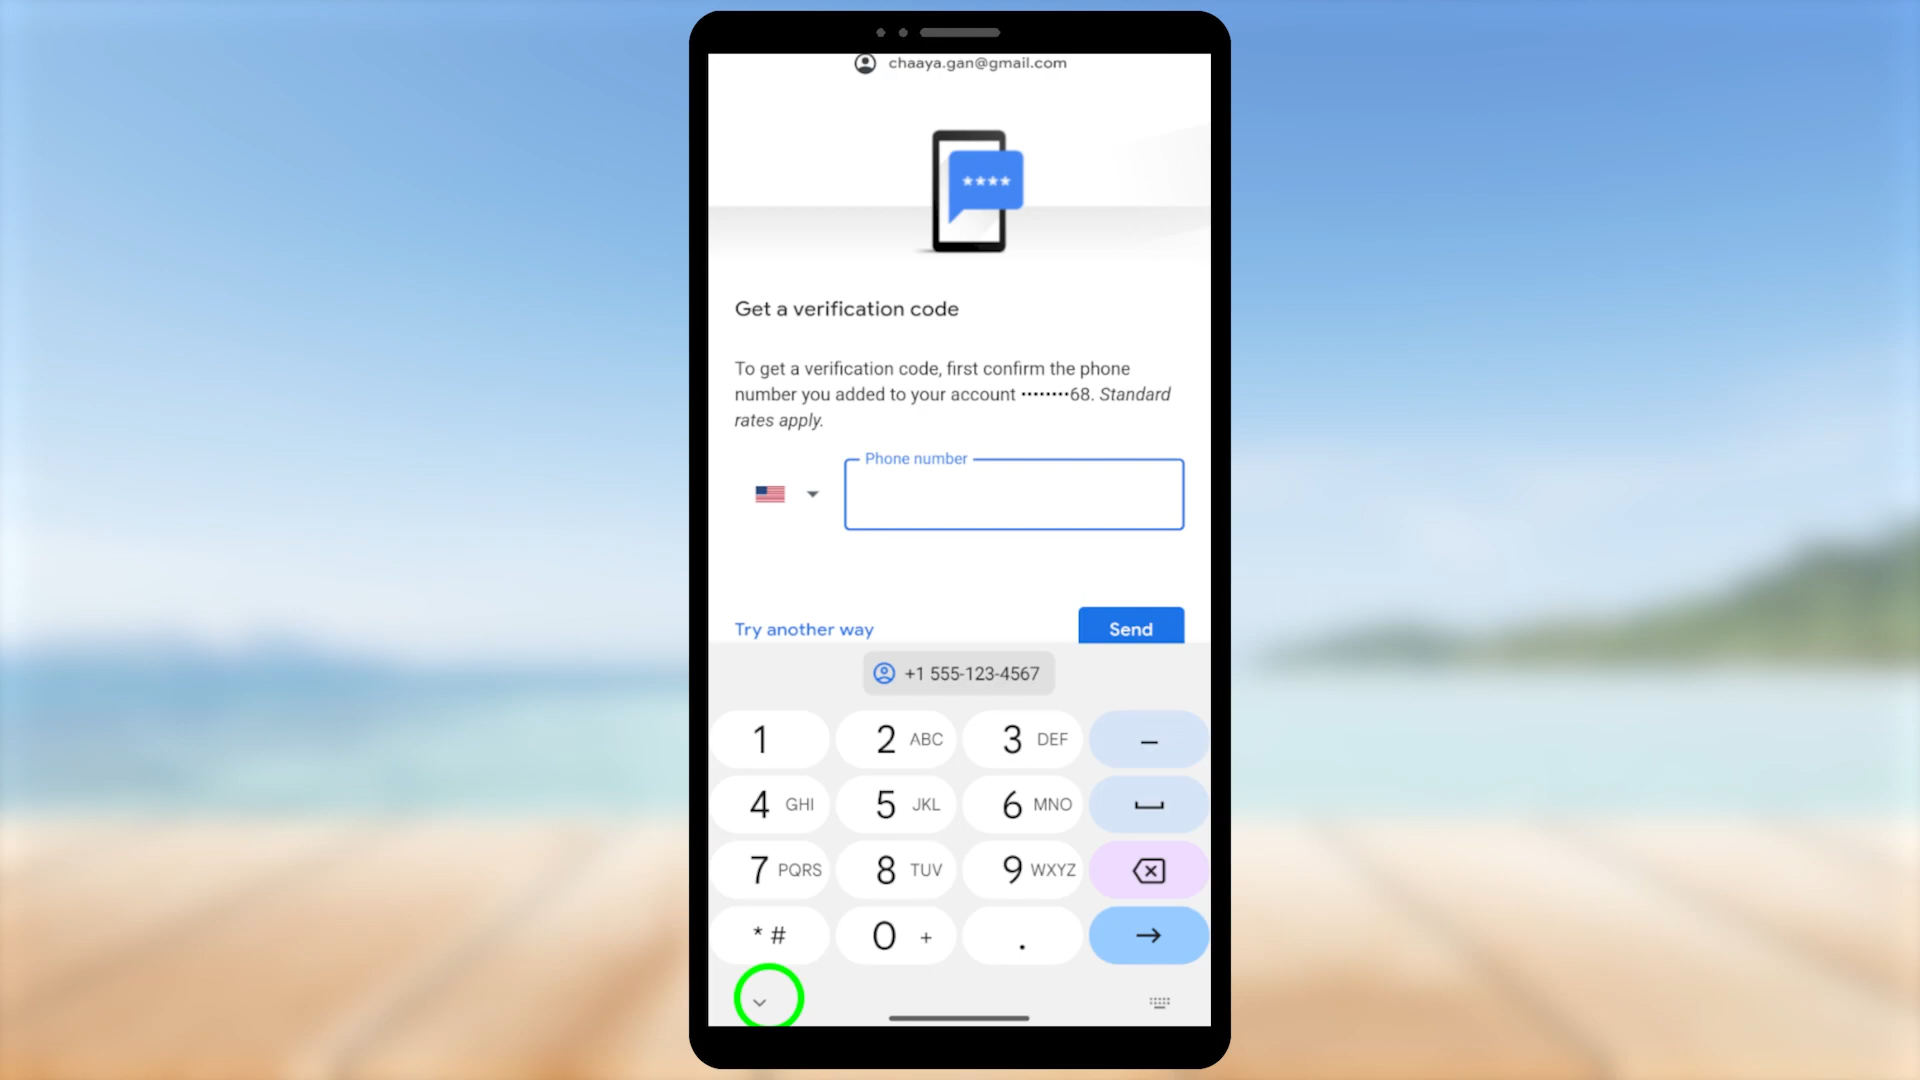 chaaya.gan@gmail.com
****
Get a verification code
To get a verification code, first confirm the phone
number you added to your account ········68. Standard
rates apply.
Phone number
Try another way
Send
+1 555-123-4567
1
2 ABC
3 DEF
–
4 GHI
5 JKL
6 MNO
7 PQRS
8 TUV
9 WXYZ
* #
0 +
.